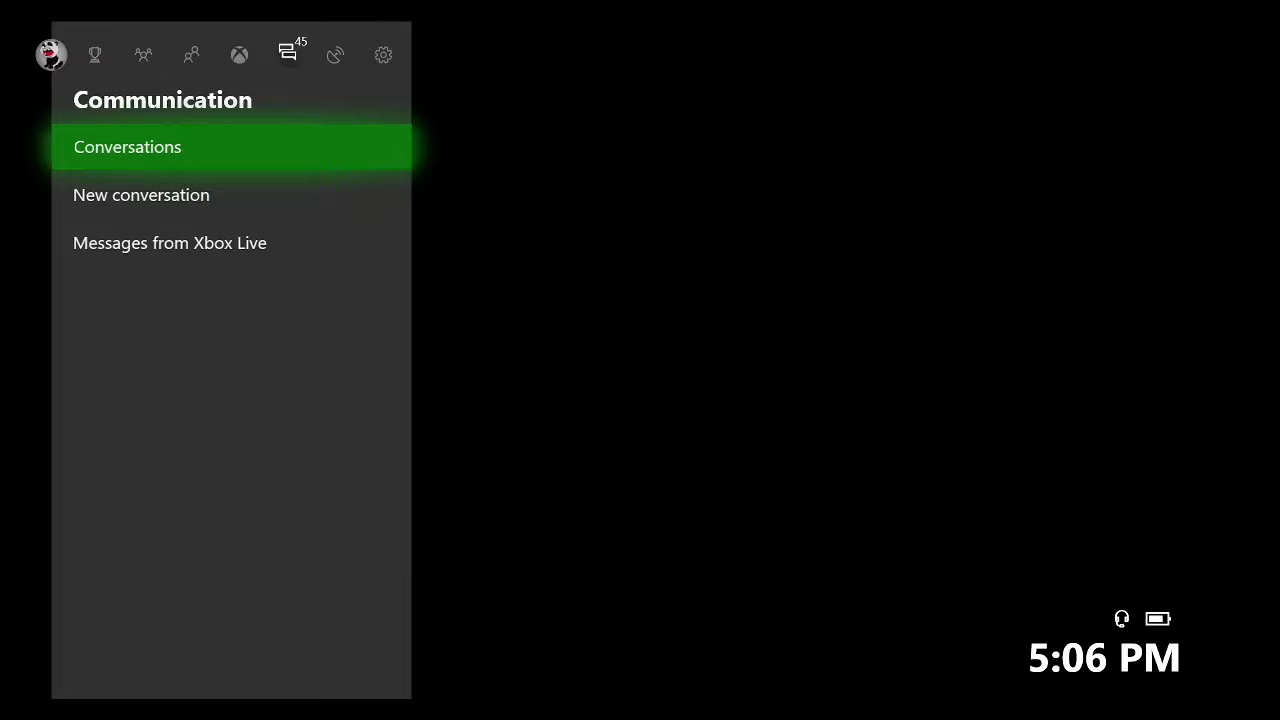 45
Communication
Conversations
New conversation
Messages from Xbox Live
5:06 PM